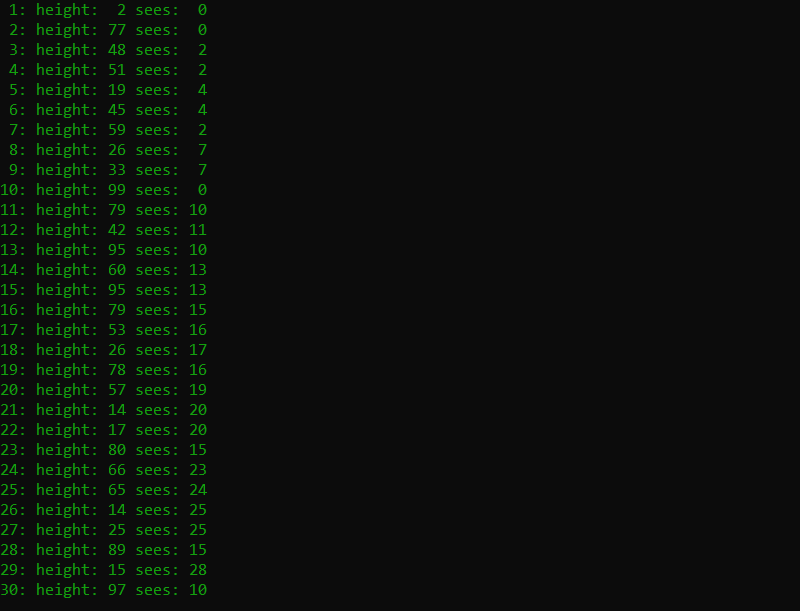 1: height:  2 sees:  0
 2: height: 77 sees:  0
 3: height: 48 sees:  2
 4: height: 51 sees:  2
 5: height: 19 sees:  4
 6: height: 45 sees:  4
 7: height: 59 sees:  2
 8: height: 26 sees:  7
 9: height: 33 sees:  7
10: height: 99 sees:  0
11: height: 79 sees: 10
12: height: 42 sees: 11
13: height: 95 sees: 10
14: height: 60 sees: 13
15: height: 95 sees: 13
16: height: 79 sees: 15
17: height: 53 sees: 16
18: height: 26 sees: 17
19: height: 78 sees: 16
20: height: 57 sees: 19
21: height: 14 sees: 20
22: height: 17 sees: 20
23: height: 80 sees: 15
24: height: 66 sees: 23
25: height: 65 sees: 24
26: height: 14 sees: 25
27: height: 25 sees: 25
28: height: 89 sees: 15
29: height: 15 sees: 28
30: height: 97 sees: 10